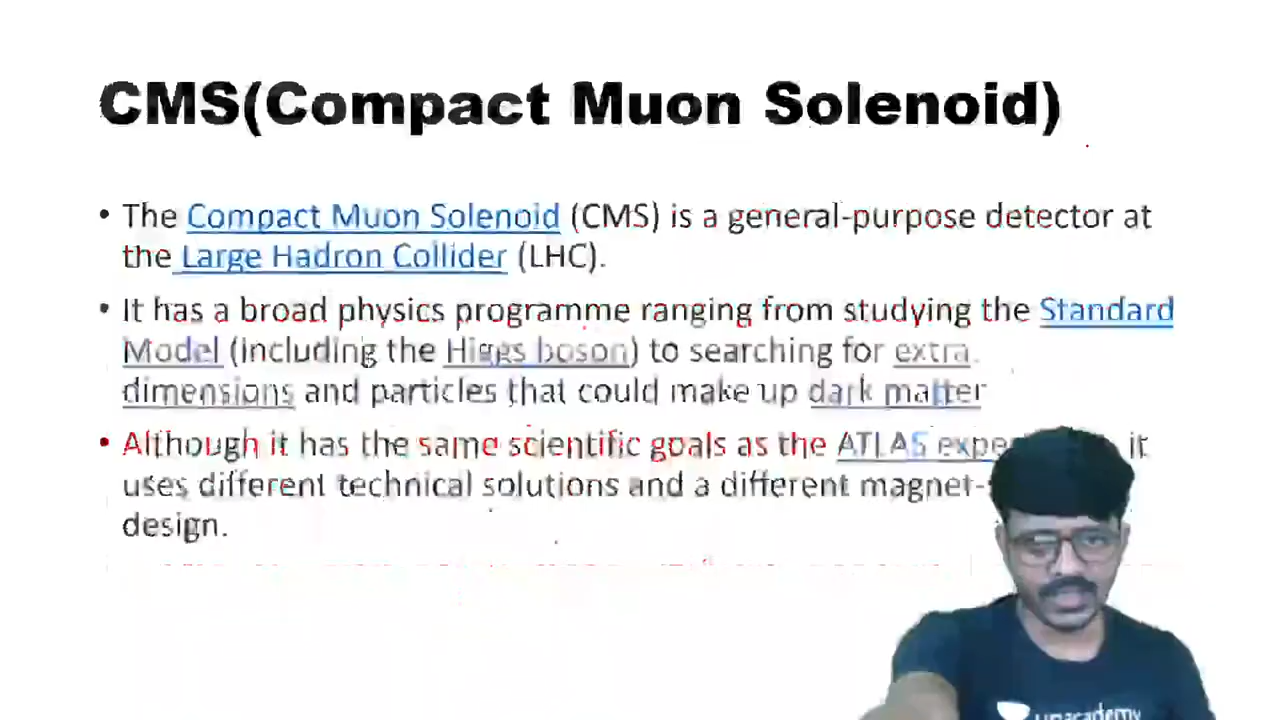 CMS(Compact Muon Solenoid)
• The Compact Muon Solenoid (CMS) is a general-purpose detector at
the Large Hadron Collider (LHC).
• It has a broad physics programme ranging from studying the Standard
Model (including the Higgs boson) to searching for extra
dimensions and particles that could make up dark matter
• Although it has the same scientific goals as the ATLAS expe it
uses different technical solutions and a different magnet-
design.
unacademy